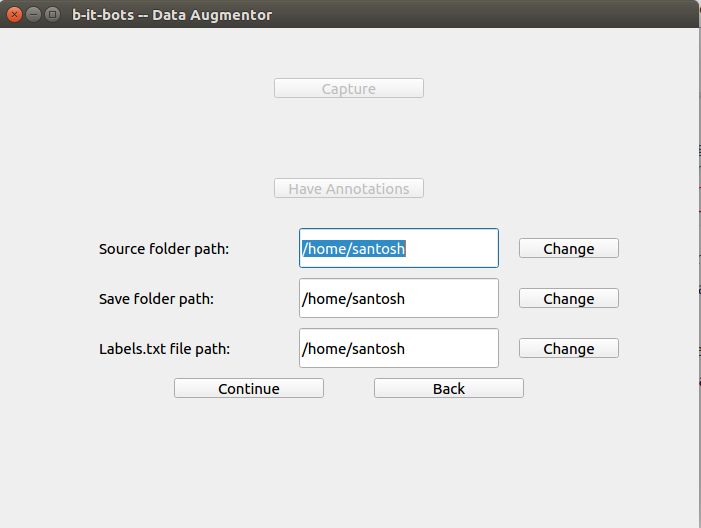 b-it-bots -- Data Augmentor
Capture
Have Annotations
Source folder path: /home/santosh Change
Save folder path: /home/santosh Change
Labels.txt file path: /home/santosh Change
Continue Back